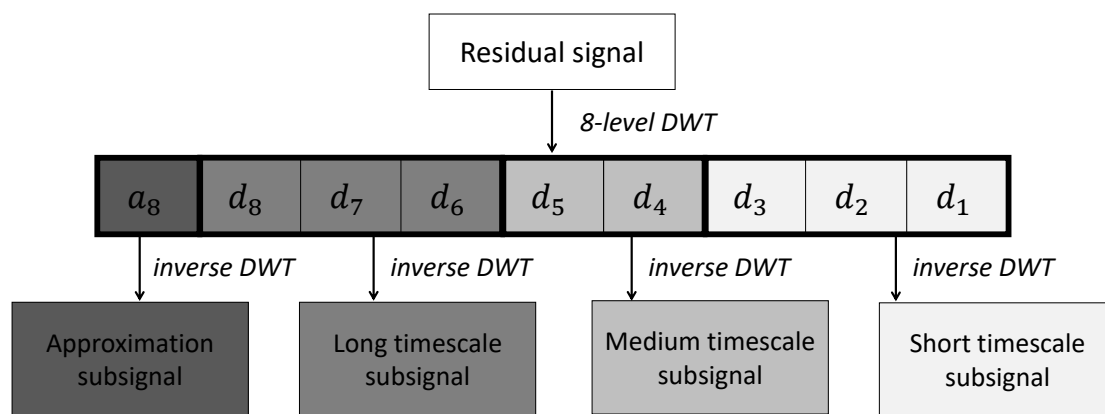 Residual signal
8-level DWT
a₈ d₈ d₇ d₆ d₅ d₄ d₃ d₂ d₁
inverse DWT inverse DWT inverse DWT inverse DWT
Approximation subsignal
Long timescale subsignal
Medium timescale subsignal
Short timescale subsignal